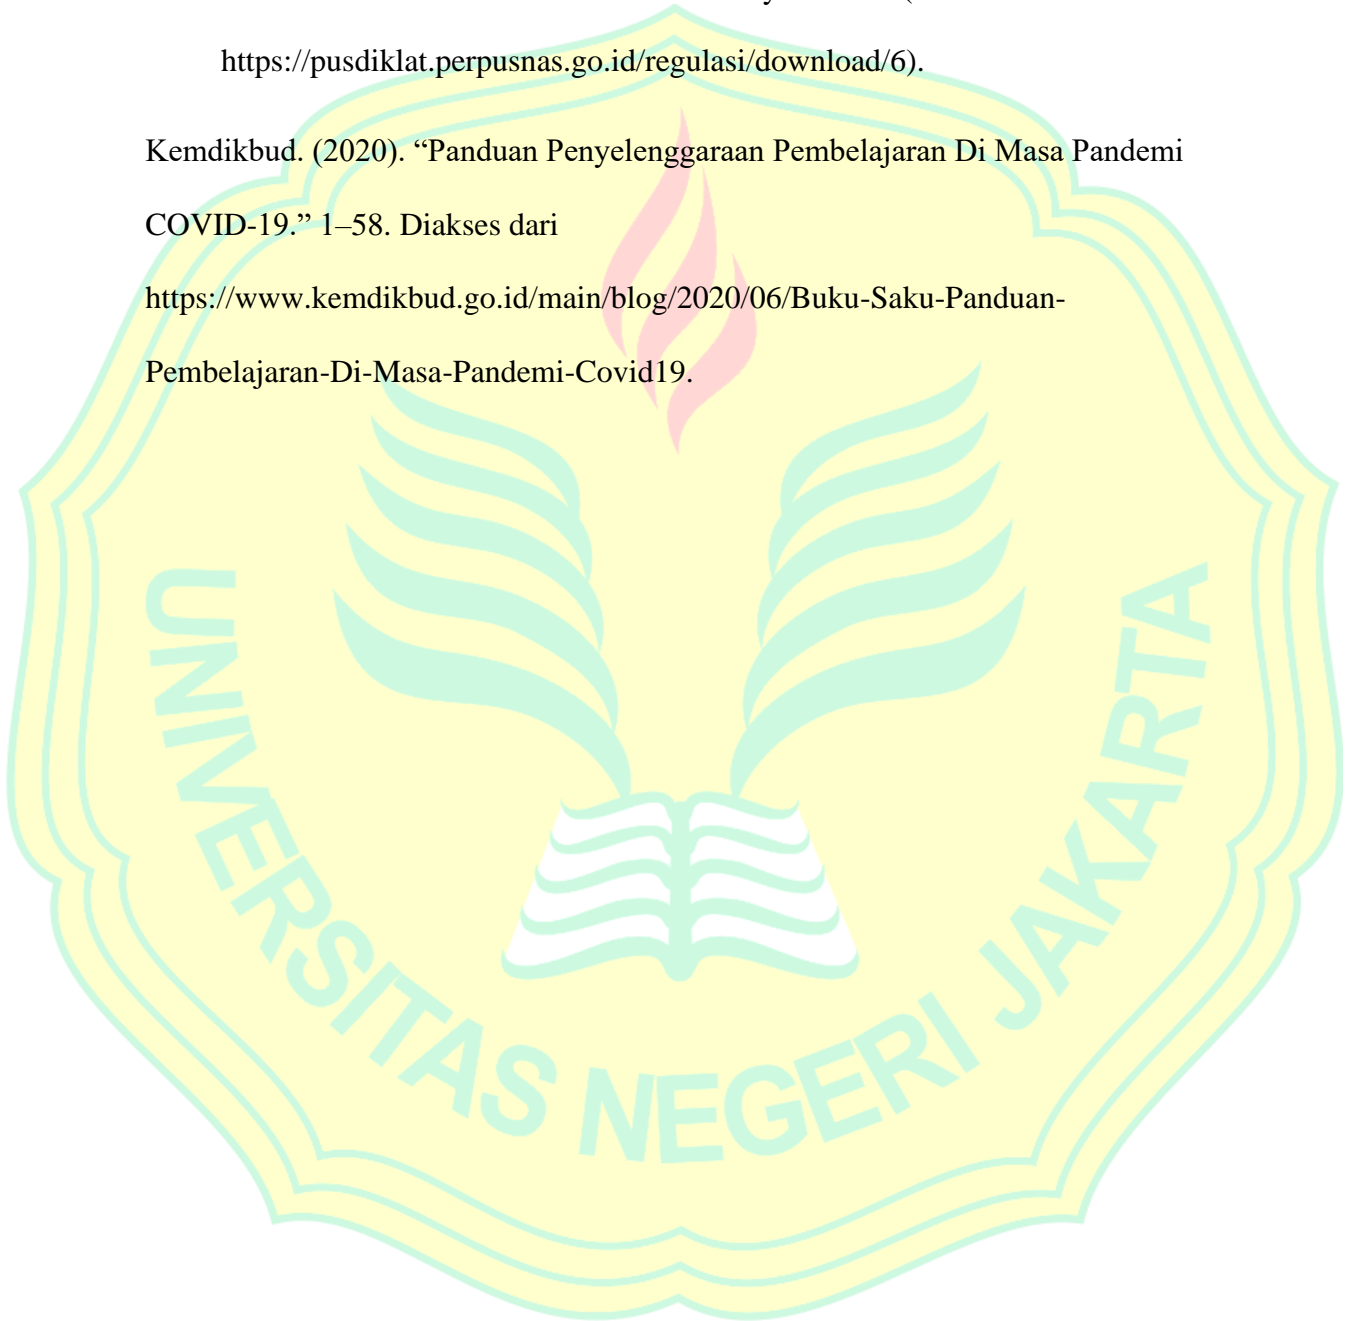 https://pusdiklat.perpusnas.go.id/regulasi/download/6).
Kemdikbud. (2020). “Panduan Penyelenggaraan Pembelajaran Di Masa Pandemi
COVID-19.” 1–58. Diakses dari
https://www.kemdikbud.go.id/main/blog/2020/06/Buku-Saku-Panduan-
Pembelajaran-Di-Masa-Pandemi-Covid19.
UNIVERSITAS NEGERI JAKARTA